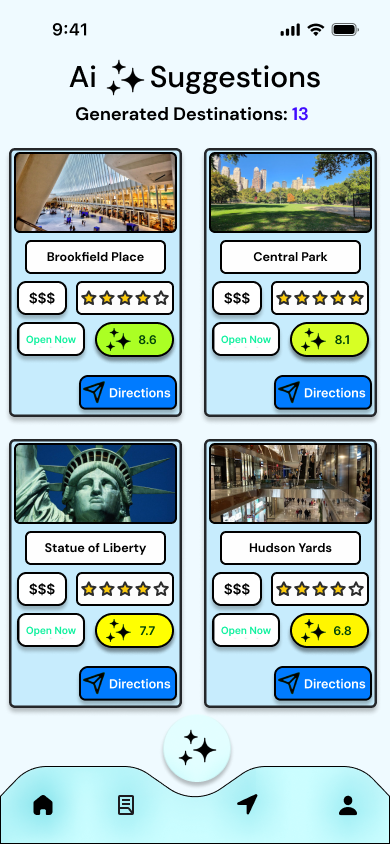 9:41
Ai Suggestions
Generated Destinations: 13
Brookfield Place
$$$
Open Now
8.6
Directions
Central Park
$$$
Open Now
8.1
Directions
Statue of Liberty
$$$
Open Now
7.7
Directions
Hudson Yards
$$$
Open Now
6.8
Directions